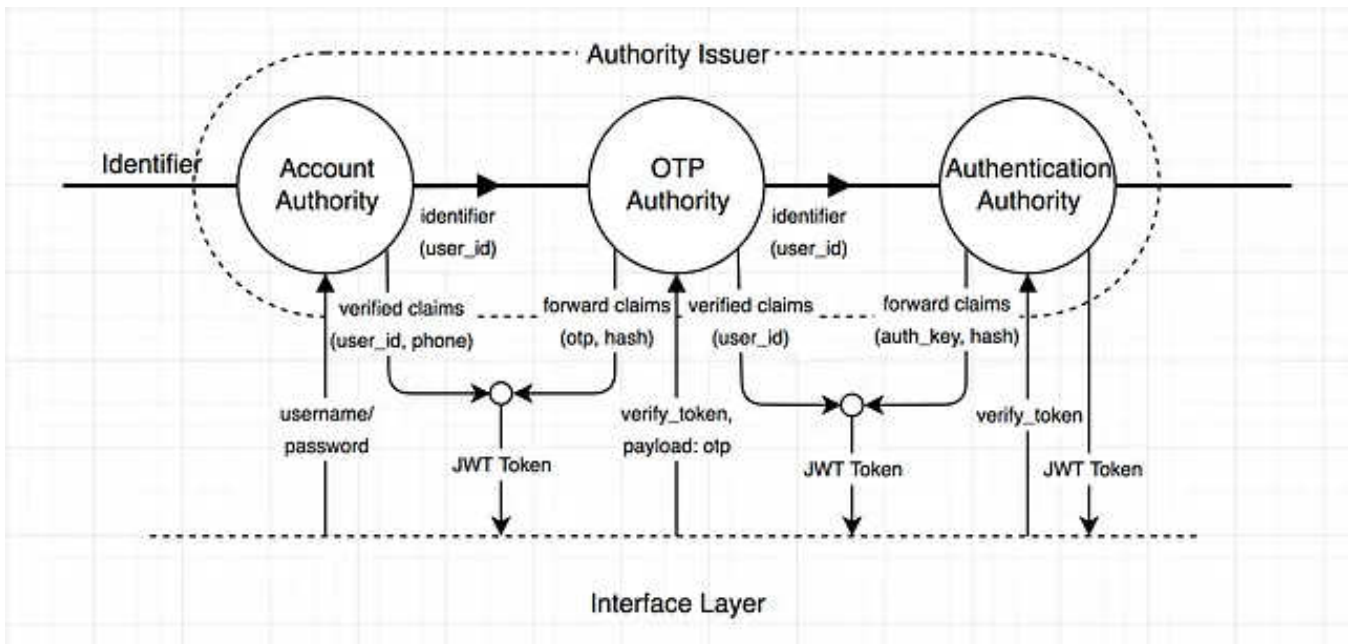 Authority Issuer
Identifier
Account
Authority
OTP
Authority
Authentication
Authority
identifier
(user_id)
identifier
(user_id)
verified claims
(user_id, phone)
forward claims
(otp, hash)
verified claims
(user_id)
forward claims
(auth_key, hash)
username/
password
JWT Token
verify_token,
payload: otp
JWT Token
verify_token
JWT Token
Interface Layer